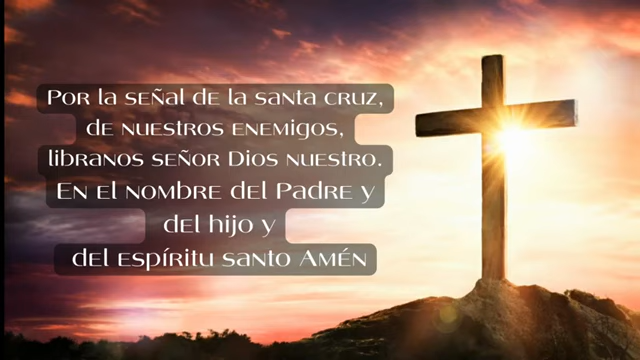 Por la señal de la santa cruz,
de nuestros enemigos,
libranos señor Dios nuestro.
En el nombre del Padre y
del hijo y
del espíritu santo Amén